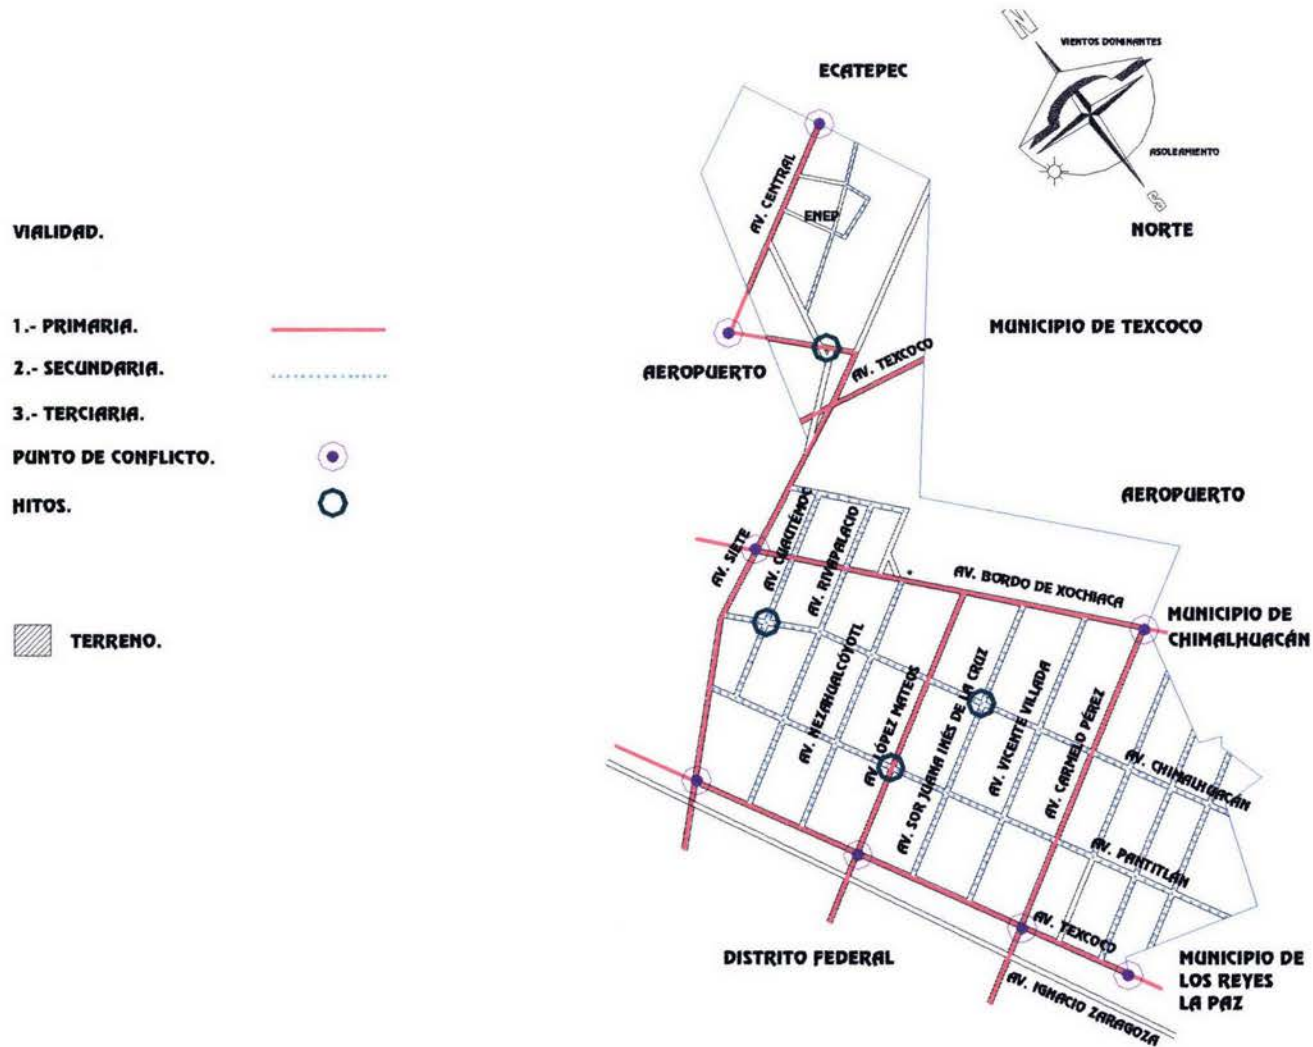 N
VIENTOS DOMINANTES
ECATEPEC
ASOLEAMIENTO
S
NORTE
AV. CENTRAL
ENEP
VIALIDAD.
1.- PRIMARIA.
2.- SECUNDARIA.
3.- TERCIARIA.
PUNTO DE CONFLICTO.
HITOS.
TERRENO.
MUNICIPIO DE TEXCOCO
AEROPUERTO
AV. TEXCOCO
AEROPUERTO
AV. SIETE
AV. CUAUTÉMOC
AV. RIVAPALACIO
AV. BORDO DE XOCHIACA
MUNICIPIO DE
CHIMALHUACÁN
AV. NEZAHUALCÓYOTL
AV. LÓPEZ MATEOS
AV. SOR JUANA INÉS DE LA CRUZ
AV. VICENTE VILLADA
AV. CARMELO PÉREZ
AV. CHIMALHUACÁN
AV. PANTITLÁN
AV. TEXCOCO
DISTRITO FEDERAL
AV. IGNACIO ZARAGOZA
MUNICIPIO DE
LOS REYES
LA PAZ